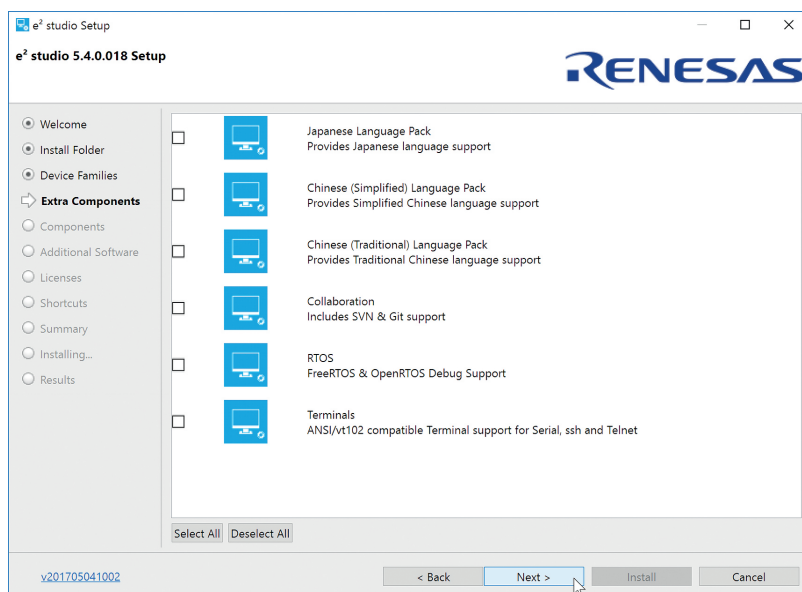 e² studio Setup
e² studio 5.4.0.018 Setup
RENESAS
Welcome
Install Folder
Device Families
Extra Components
Components
Additional Software
Licenses
Shortcuts
Summary
Installing...
Results
Japanese Language Pack
Provides Japanese language support
Chinese (Simplified) Language Pack
Provides Simplified Chinese language support
Chinese (Traditional) Language Pack
Provides Traditional Chinese language support
Collaboration
Includes SVN & Git support
RTOS
FreeRTOS & OpenRTOS Debug Support
Terminals
ANSI/vt102 compatible Terminal support for Serial, ssh and Telnet
Select All Deselect All
v201705041002
< Back Next > Install Cancel